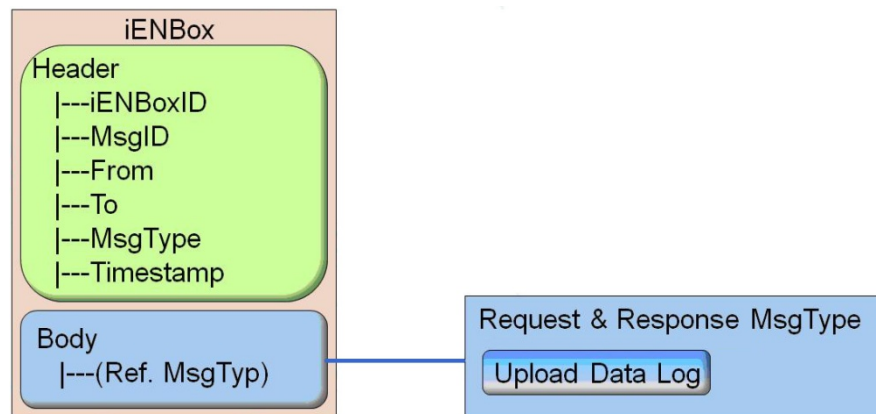 iENBox
Header
|---iENBoxID
|---MsgID
|---From
|---To
|---MsgType
|---Timestamp
Body
|---(Ref. MsgTyp)
Request & Response MsgType
Upload Data Log